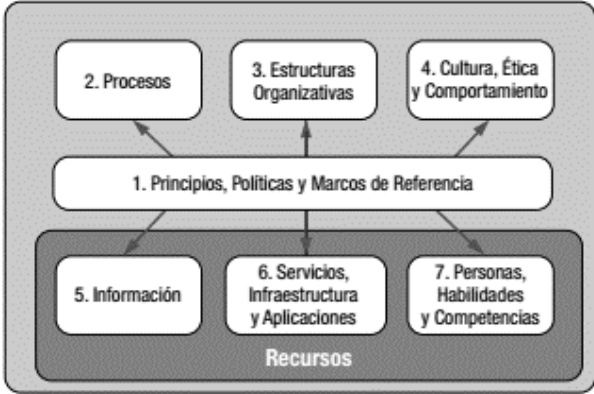 2. Procesos
3. Estructuras
Organizativas
4. Cultura, Ética
y Comportamiento
1. Principios, Políticas y Marcos de Referencia
5. Información
6. Servicios,
Infraestructura
y Aplicaciones
7. Personas,
Habilidades
y Competencias
Recursos